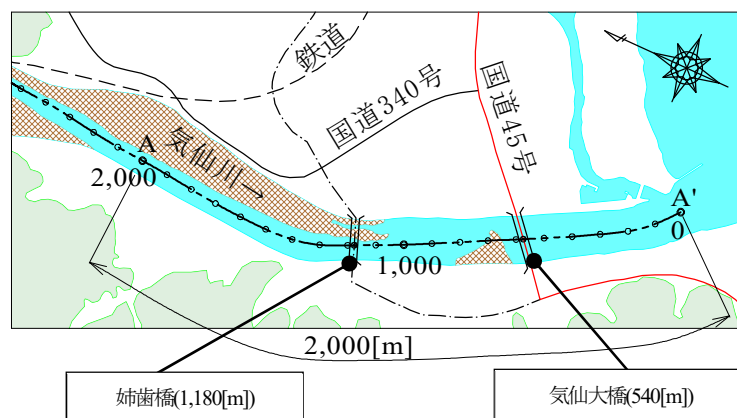 鉄道
国道340号
国道45号
気仙川→
A
2,000
A'
0
1,000
2,000[m]
姉歯橋(1,180[m])
気仙大橋(540[m])